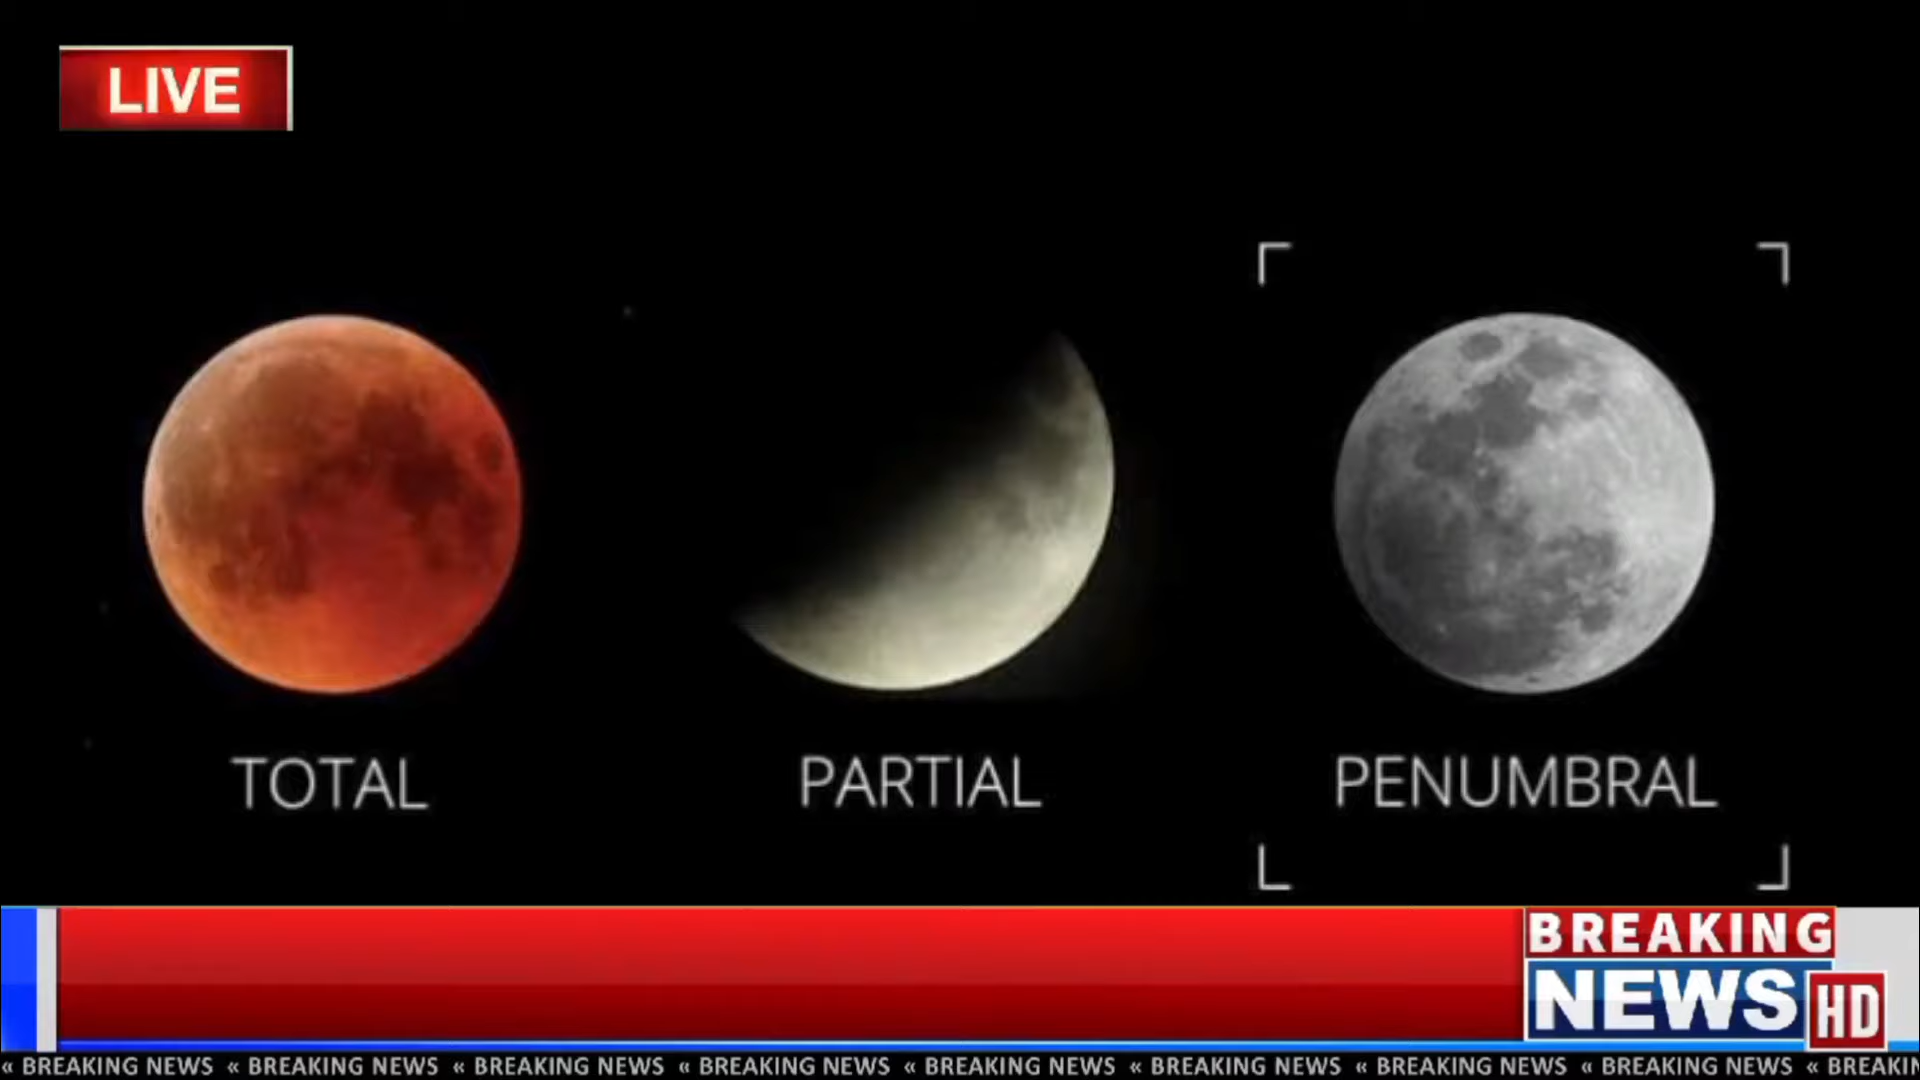 LIVE
TOTAL
PARTIAL
PENUMBRAL
BREAKING
NEWS
HD
« BREAKING NEWS « BREAKING NEWS « BREAKING NEWS « BREAKING NEWS « BREAKING NEWS « BREAKING NEWS « BREAKING NEWS « BREAKING NEWS « BREAKIN